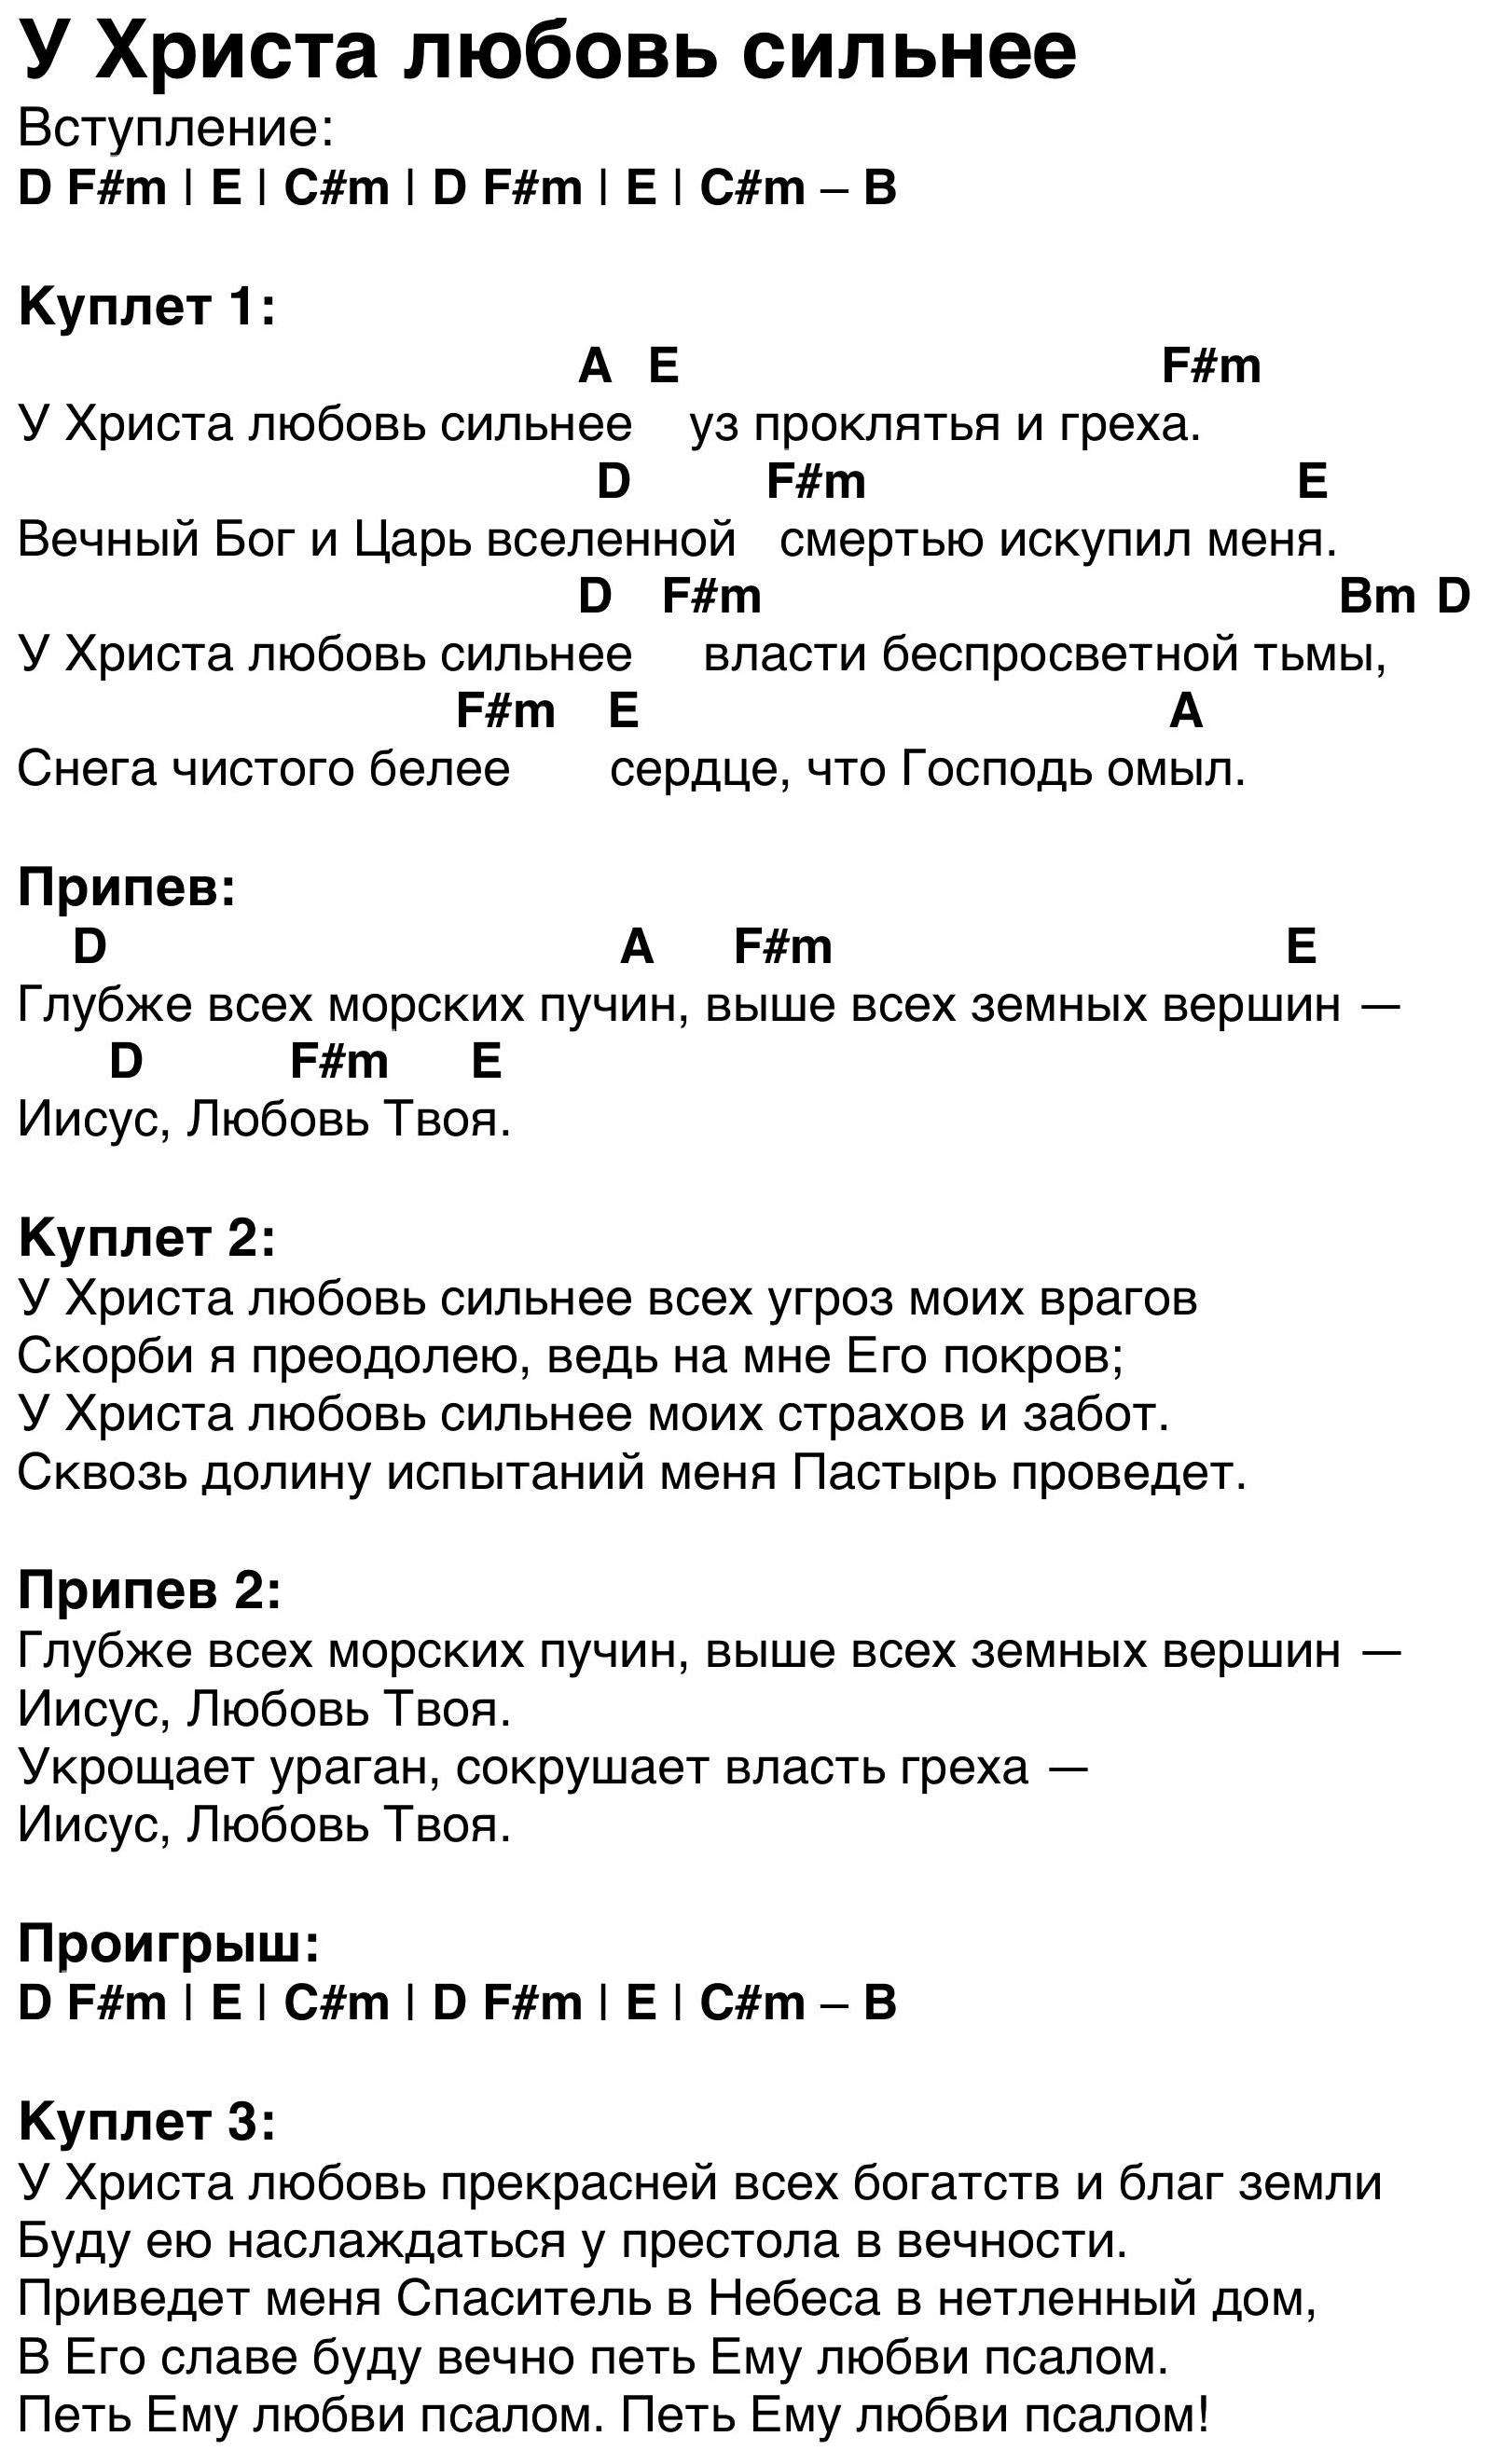 У Христа любовь сильнее
Вступление:
D F#m | E | C#m | D F#m | E | C#m – B
Куплет 1:
A E F#m
У Христа любовь сильнее уз проклятья и греха.
D F#m E
Вечный Бог и Царь вселенной смертью искупил меня.
D F#m Bm D
У Христа любовь сильнее власти беспросветной тьмы,
F#m E A
Снега чистого белее сердце, что Господь омыл.
Припев:
D A F#m E
Глубже всех морских пучин, выше всех земных вершин —
D F#m E
Иисус, Любовь Твоя.
Куплет 2:
У Христа любовь сильнее всех угроз моих врагов
Скорби я преодолею, ведь на мне Его покров;
У Христа любовь сильнее моих страхов и забот.
Сквозь долину испытаний меня Пастырь проведет.
Припев 2:
Глубже всех морских пучин, выше всех земных вершин —
Иисус, Любовь Твоя.
Укрощает ураган, сокрушает власть греха —
Иисус, Любовь Твоя.
Проигрыш:
D F#m | E | C#m | D F#m | E | C#m – B
Куплет 3:
У Христа любовь прекрасней всех богатств и благ земли
Буду ею наслаждаться у престола в вечности.
Приведет меня Спаситель в Небеса в нетленный дом,
В Его славе буду вечно петь Ему любви псалом.
Петь Ему любви псалом. Петь Ему любви псалом!